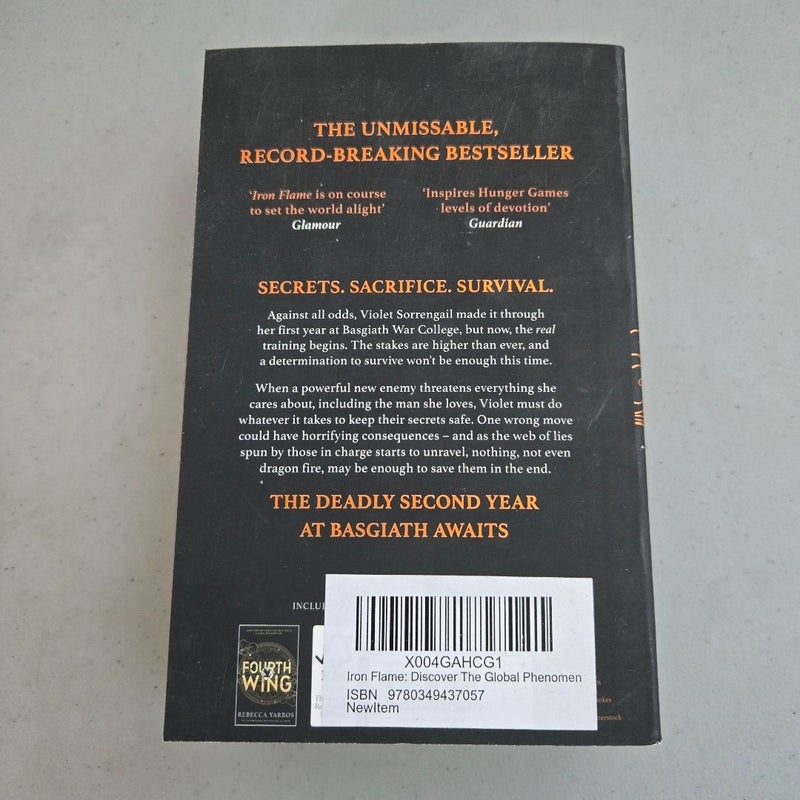 THE UNMISSABLE,
RECORD-BREAKING BESTSELLER
'Iron Flame is on course
to set the world alight'
Glamour
'Inspires Hunger Games
levels of devotion'
Guardian
SECRETS. SACRIFICE. SURVIVAL.
Against all odds, Violet Sorrengail made it through
her first year at Basgiath War College, but now, the real
training begins. The stakes are higher than ever, and
a determination to survive won't be enough this time.
When a powerful new enemy threatens everything she
cares about, including the man she loves, Violet must do
whatever it takes to keep their secrets safe. One wrong move
could have horrifying consequences – and as the web of lies
spun by those in charge starts to unravel, nothing, not even
dragon fire, may be enough to save them in the end.
THE DEADLY SECOND YEAR
AT BASGIATH AWAITS
INCLU
FOURTH
WING
REBECCA YARROS
X004GAHCG1
Iron Flame: Discover The Global Phenomen
ISBN 9780349437057
NewItem